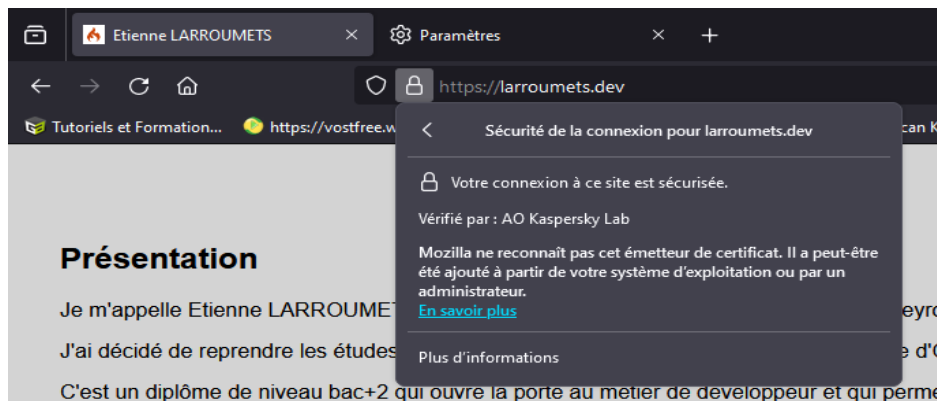 Etienne LARROUMETS
Paramètres
https://larroumets.dev
Tutoriels et Formation...
https://vostfree.w
Sécurité de la connexion pour larroumets.dev
Votre connexion à ce site est sécurisée.
Vérifié par : AO Kaspersky Lab
Mozilla ne reconnaît pas cet émetteur de certificat. Il a peut-être
été ajouté à partir de votre système d'exploitation ou par un
administrateur.
En savoir plus
Plus d'informations
Présentation
Je m'appelle Etienne
J'ai décidé de reprendre les études
C'est un diplôme de niveau bac+2 qui ouvre la porte au métier de développeur et qui